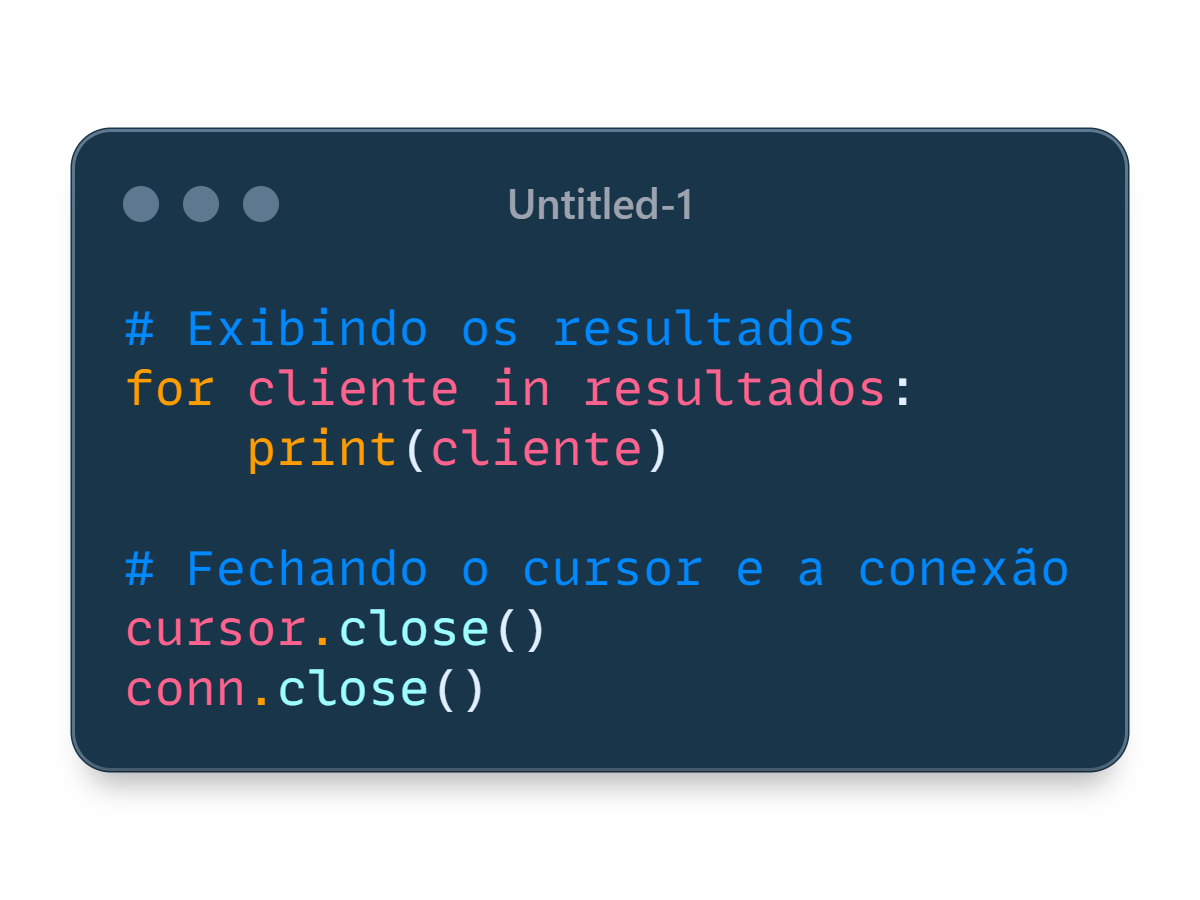 Untitled-1
# Exibindo os resultados
for cliente in resultados:
    print(cliente)
# Fechando o cursor e a conexão
cursor.close()
conn.close()